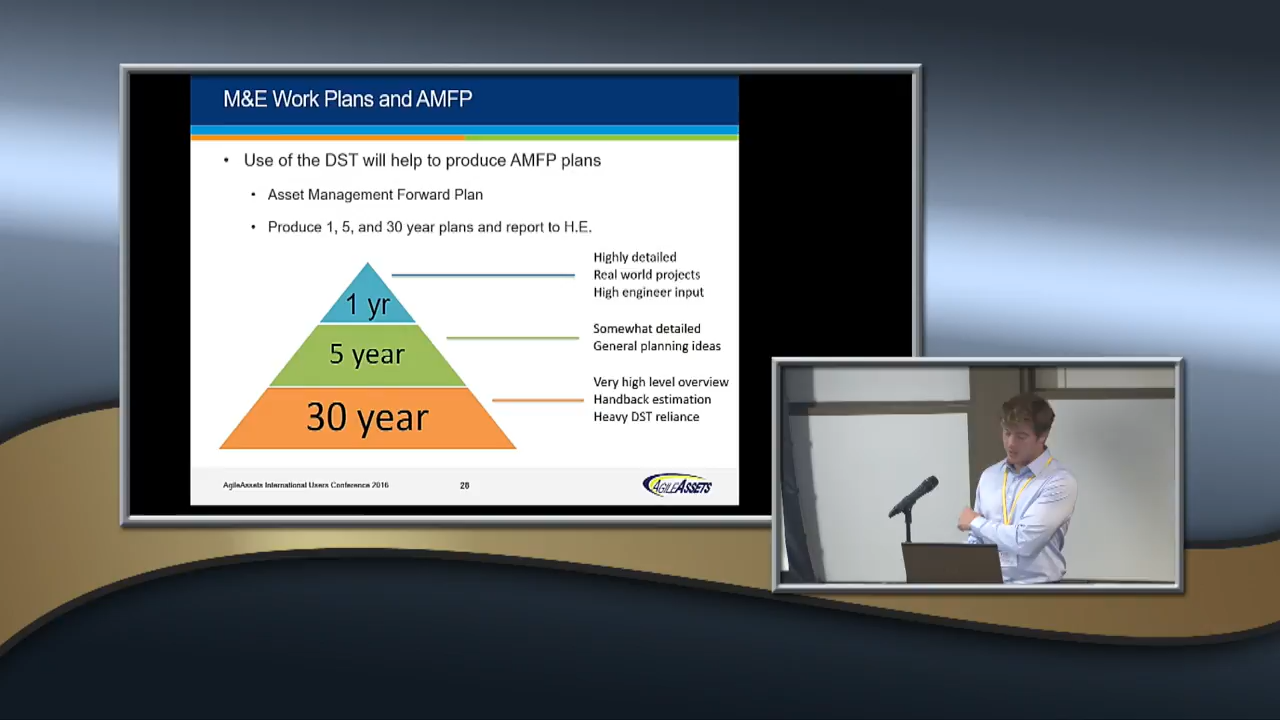 M&E Work Plans and AMFP
• Use of the DST will help to produce AMFP plans
• Asset Management Forward Plan
• Produce 1, 5, and 30 year plans and report to H.E.
1 yr
Highly detailed
Real world projects
High engineer input
5 year
Somewhat detailed
General planning ideas
30 year
Very high level overview
Handback estimation
Heavy DST reliance
AgileAssets International Users Conference 2016
28
AGILEASSETS